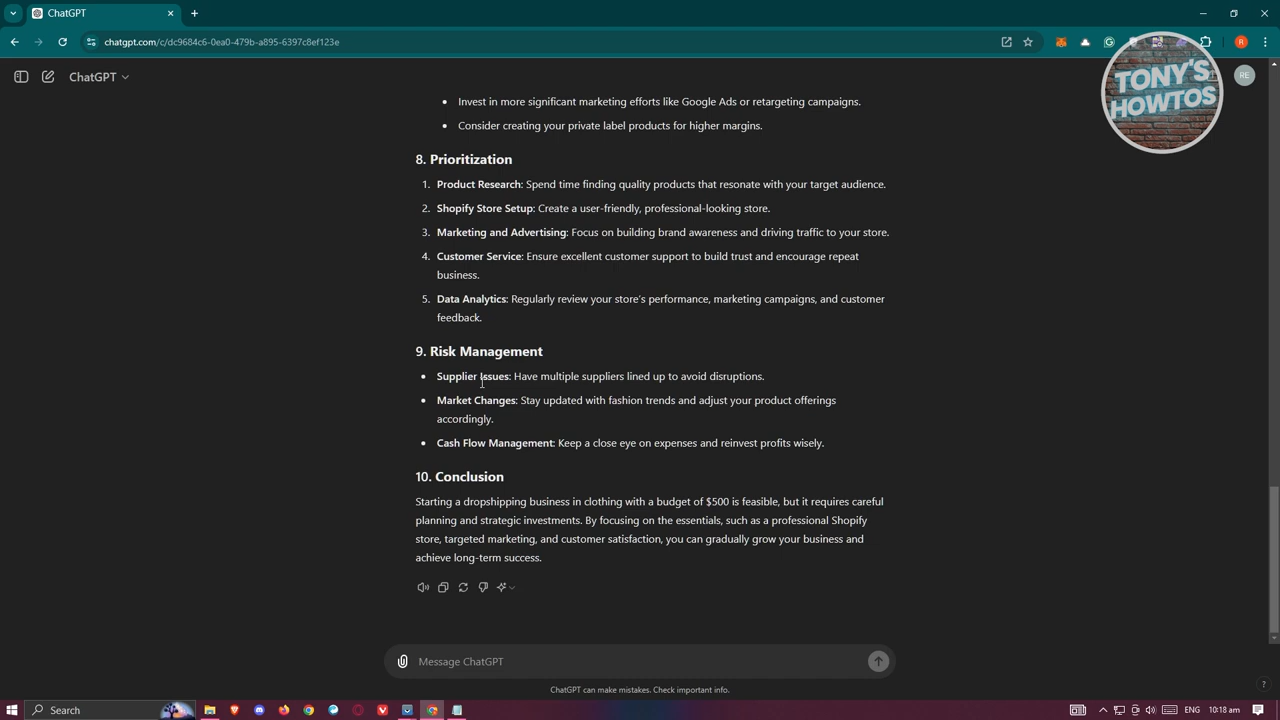 ChatGPT
chatgpt.com/c/dc9684c6-0ea0-479b-a895-6397c8ef123e
TONY'S
HOWTOS
RE
R
ChatGPT
• Invest in more significant marketing efforts like Google Ads or retargeting campaigns.
• Consider creating your private label products for higher margins.
8. Prioritization
1. Product Research: Spend time finding quality products that resonate with your target audience.
2. Shopify Store Setup: Create a user-friendly, professional-looking store.
3. Marketing and Advertising: Focus on building brand awareness and driving traffic to your store.
4. Customer Service: Ensure excellent customer support to build trust and encourage repeat
business.
5. Data Analytics: Regularly review your store's performance, marketing campaigns, and customer
feedback.
9. Risk Management
• Supplier Issues: Have multiple suppliers lined up to avoid disruptions.
• Market Changes: Stay updated with fashion trends and adjust your product offerings
accordingly.
• Cash Flow Management: Keep a close eye on expenses and reinvest profits wisely.
10. Conclusion
Starting a dropshipping business in clothing with a budget of $500 is feasible, but it requires careful
planning and strategic investments. By focusing on the essentials, such as a professional Shopify
store, targeted marketing, and customer satisfaction, you can gradually grow your business and
achieve long-term success.
Message ChatGPT
ChatGPT can make mistakes. Check important info.
?
Search
ENG
10:18 am